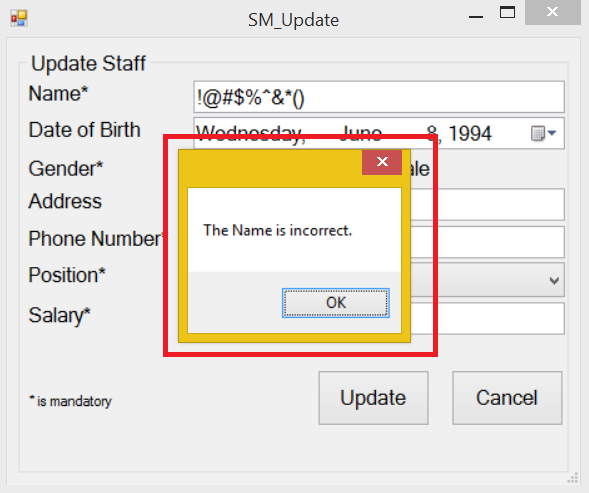 SM_Update
Update Staff
Name*
!@#$%^&*()
Date of Birth
Wednesday, June 8, 1994
Gender*
ale
Address
The Name is incorrect.
Phone Number*
Position*
OK
Salary*
* is mandatory
Update
Cancel